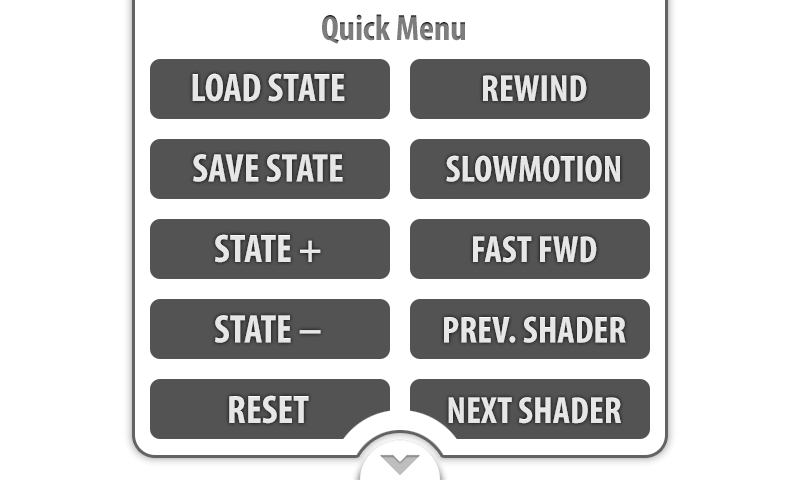 Quick Menu
LOAD STATE
REWIND
SAVE STATE
SLOWMOTION
STATE +
FAST FWD
STATE –
PREV. SHADER
RESET
NEXT SHADER